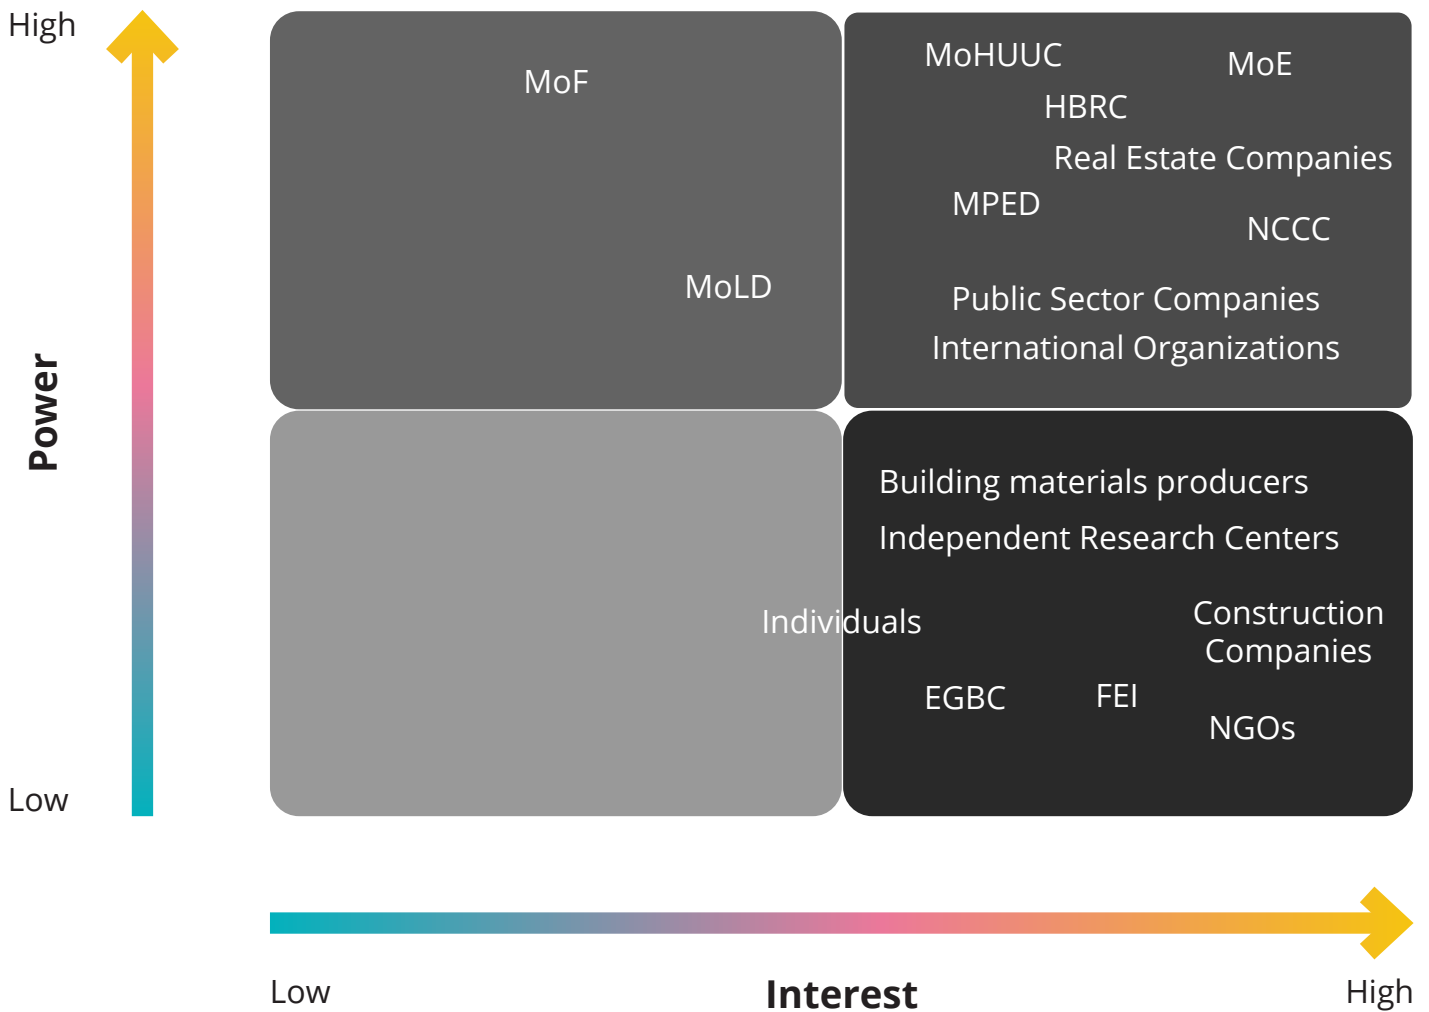 High
MoF
MoHUUC
MoE
HBRC
Real Estate Companies
MPED
NCCC
MoLD
Public Sector Companies
International Organizations
Power
Building materials producers
Independent Research Centers
Individuals
Construction
Companies
EGBC
FEI
NGOs
Low
Low
Interest
High